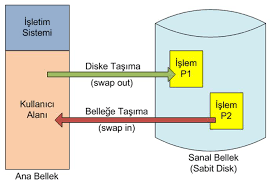 İşletim
Sistemi
Diske Taşıma
(swap out)
İşlem
P1
Kullanıcı
Alanı
Belleğe Taşıma
(swap in)
İşlem
P2
Ana Bellek
Sanal Bellek
(Sabit Disk)